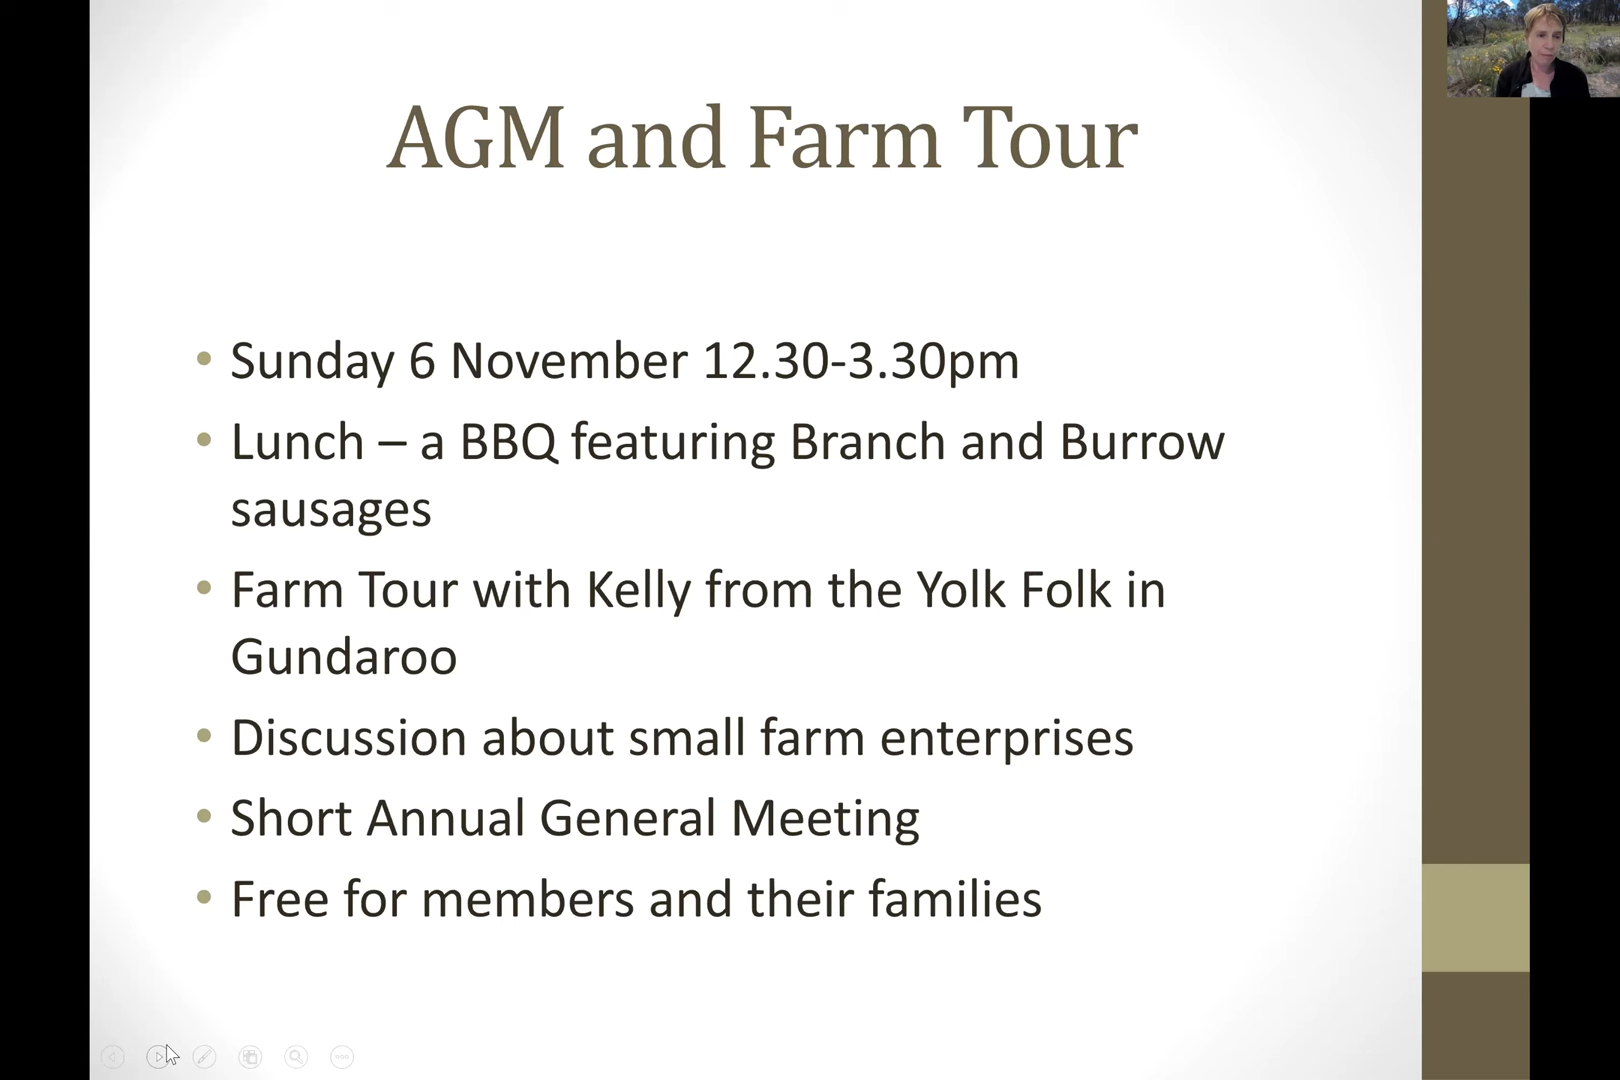 AGM and Farm Tour
• Sunday 6 November 12.30-3.30pm
• Lunch – a BBQ featuring Branch and Burrow
sausages
• Farm Tour with Kelly from the Yolk Folk in
Gundaroo
• Discussion about small farm enterprises
• Short Annual General Meeting
• Free for members and their families